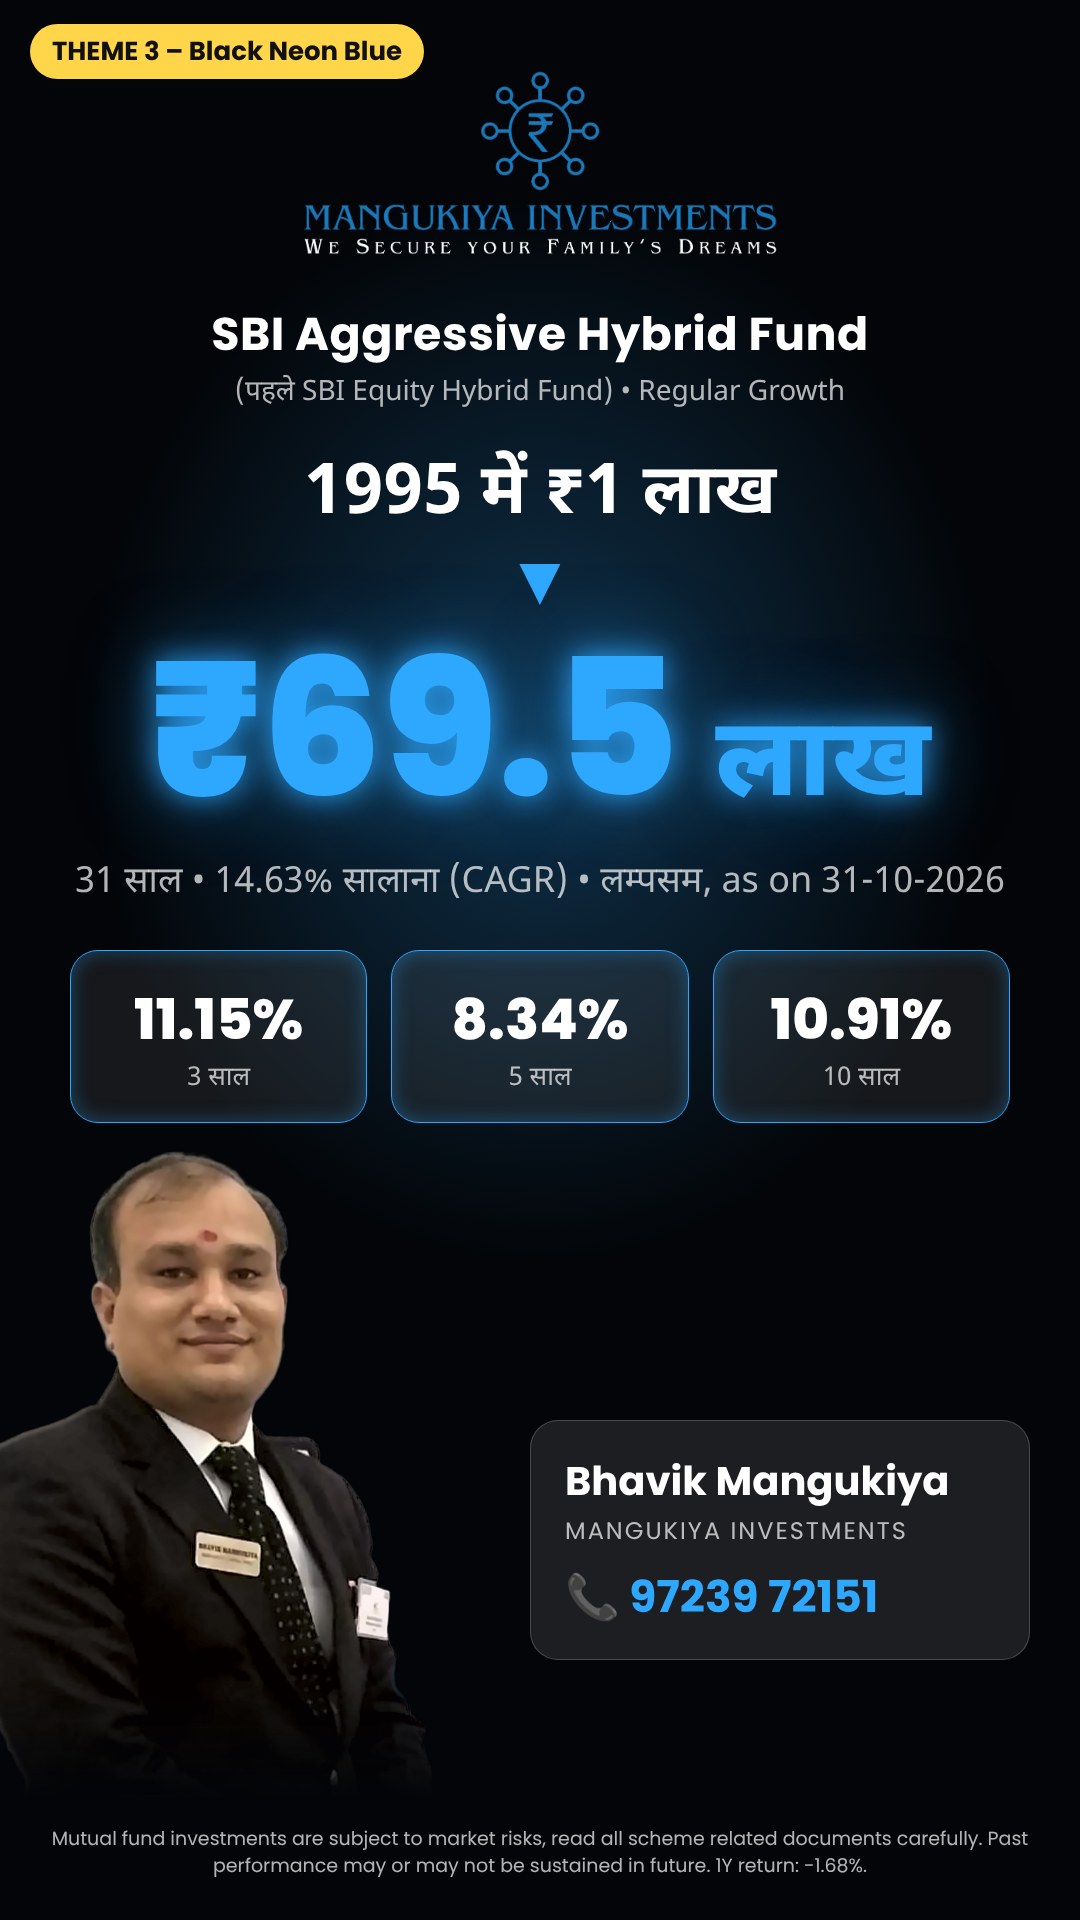 THEME 3 – Black Neon Blue
₹
MANGUKIYA INVESTMENTS
WE SECURE YOUR FAMILY'S DREAMS
SBI Aggressive Hybrid Fund
(पहले SBI Equity Hybrid Fund) • Regular Growth
1995 में ₹1 लाख
▼
₹69.5 लाख
31 साल • 14.63% सालाना (CAGR) • लम्पसम, as on 31-10-2026
11.15% 8.34% 10.91%
3 साल 5 साल 10 साल
BHAVIK MANGUKIYA
Bhavik Mangukiya
MANGUKIYA INVESTMENTS
📞 97239 72151
Mutual fund investments are subject to market risks, read all scheme related documents carefully. Past
performance may or may not be sustained in future. 1Y return: -1.68%.